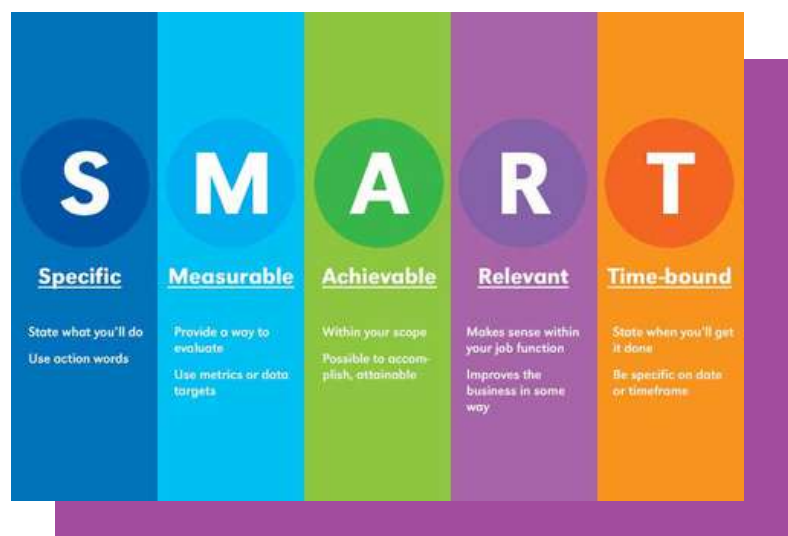 S
M
A
R
T
Specific
Measurable
Achievable
Relevant
Time-bound
State what you'll do
Use action words
Provide a way to
evaluate
Use metrics or data
targets
Within your scope
Possible to accom-
plish, attainable
Makes sense within
your job function
Improves the
business in some
way
State when you'll get
it done
Be specific on date
or timeframe